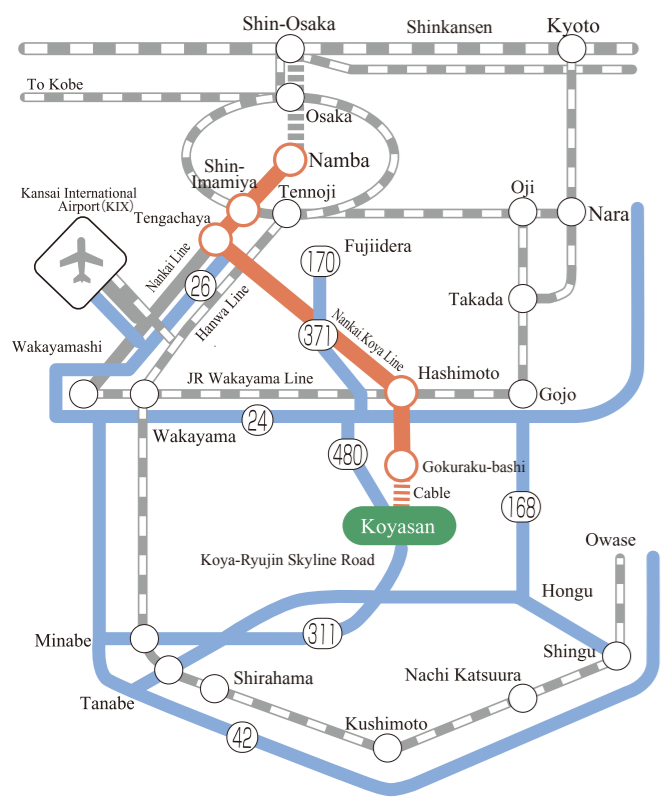 Shin-Osaka
Shinkansen
Kyoto
To Kobe
Osaka
Namba
Shin-
Imamiya
Tennoji
Oji
Kansai International
Airport(KIX)
Tengachaya
Nara
Nankai Line
26
Hanwa Line
170
Fujiidera
Takada
371
Nankai Koya Line
Wakayamashi
JR Wakayama Line
Hashimoto
Gojo
Wakayama
24
480
Gokuraku-bashi
Cable
168
Koyasan
Koya-Ryujin Skyline Road
Owase
Hongu
311
Minabe
Shingu
Shirahama
Nachi Katsuura
Tanabe
Kushimoto
42